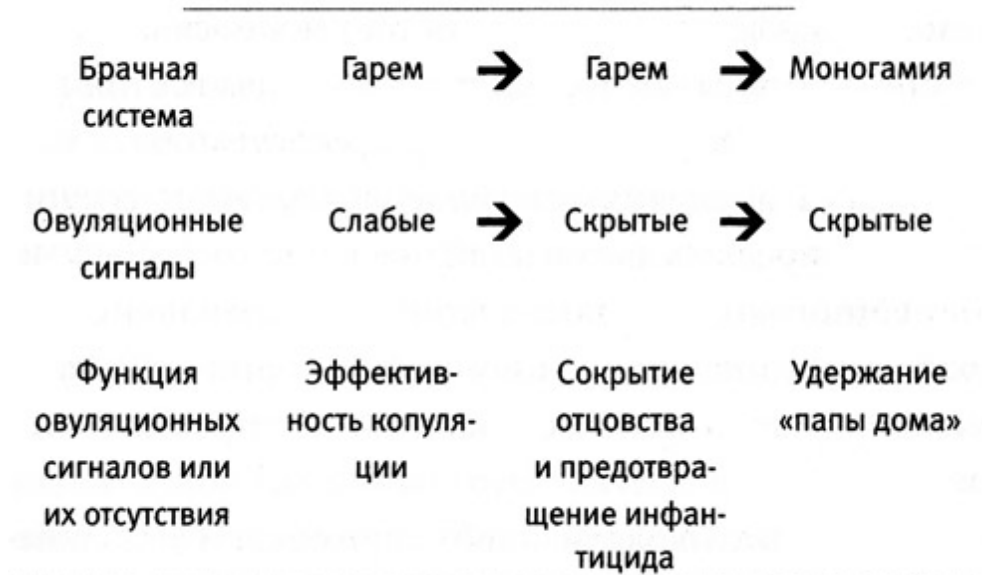 Брачная Гарем → Гарем → Моногамия
система
Овуляционные Слабые → Скрытые → Скрытые
сигналы
Функция Эффектив- Сокрытие Удержание
овуляционных ность копуля- отцовства «папы дома»
сигналов или ции и предотвра-
их отсутствия щение инфан-
тицида